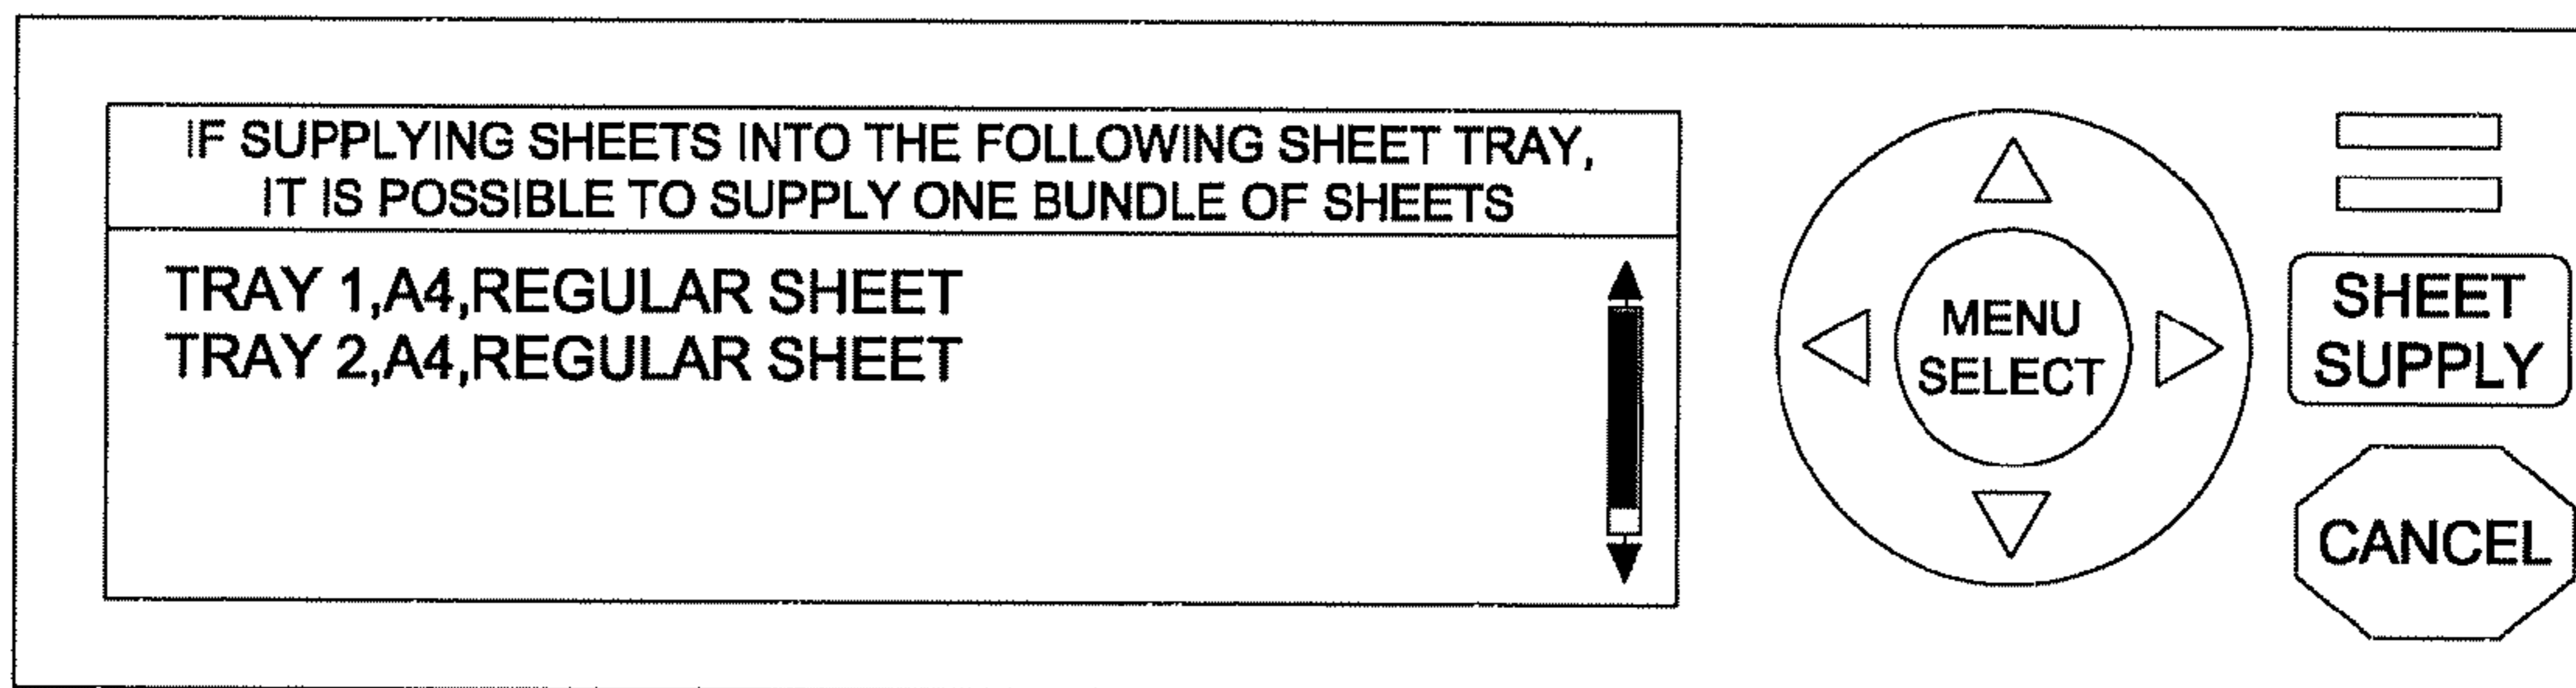 IF SUPPLYING SHEETS INTO THE FOLLOWING SHEET TRAY,
IT IS POSSIBLE TO SUPPLY ONE BUNDLE OF SHEETS
TRAY 1,A4,REGULAR SHEET
TRAY 2,A4,REGULAR SHEET
MENU
SELECT
SHEET
SUPPLY
CANCEL